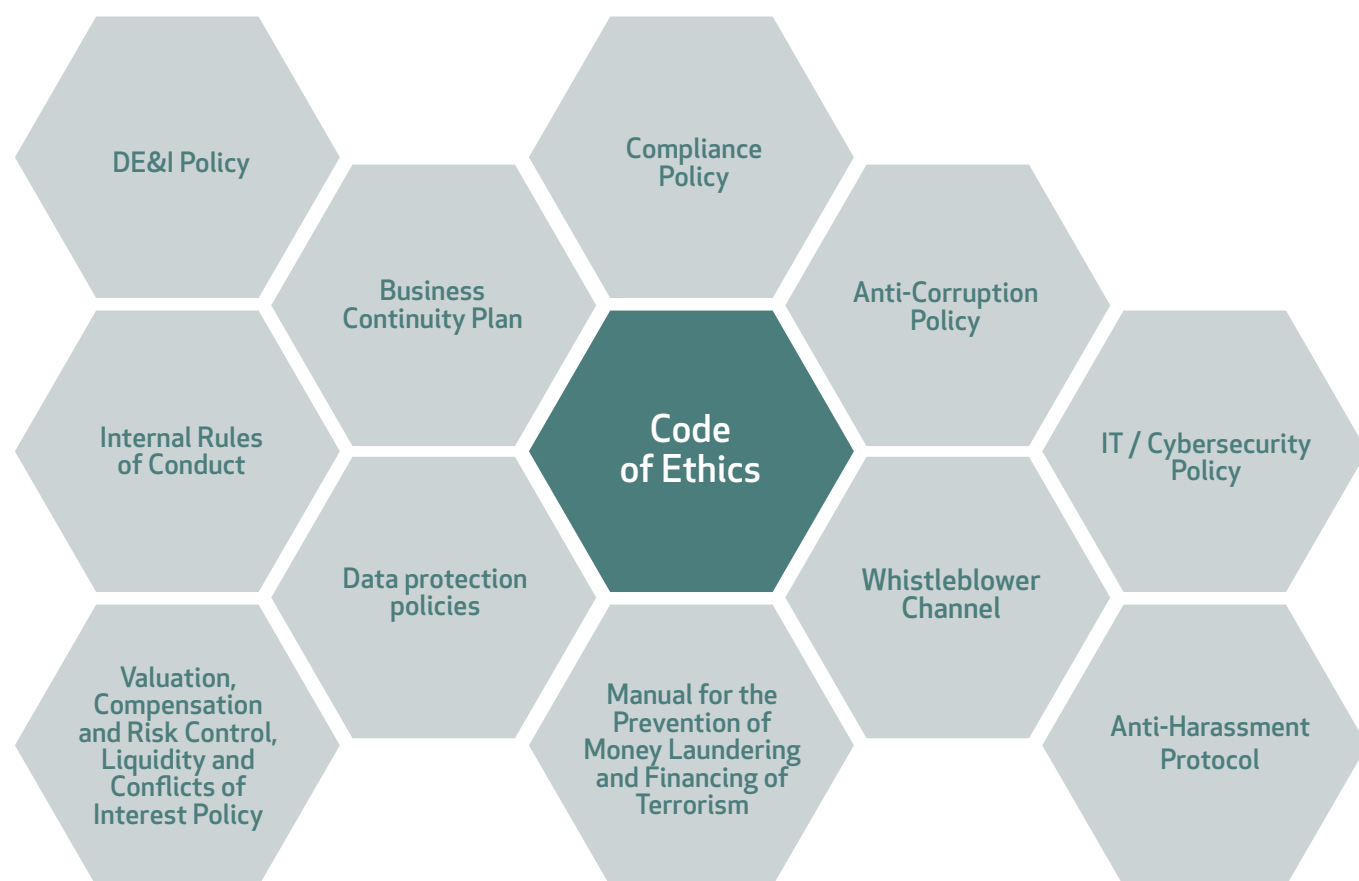 DE&I Policy
Compliance
Policy
Business
Continuity Plan
Anti-Corruption
Policy
Internal Rules
of Conduct
Code
of Ethics
IT / Cybersecurity
Policy
Data protection
policies
Whistleblower
Channel
Valuation,
Compensation
and Risk Control,
Liquidity and
Conflicts of
Interest Policy
Manual for the
Prevention of
Money Laundering
and Financing of
Terrorism
Anti-Harassment
Protocol